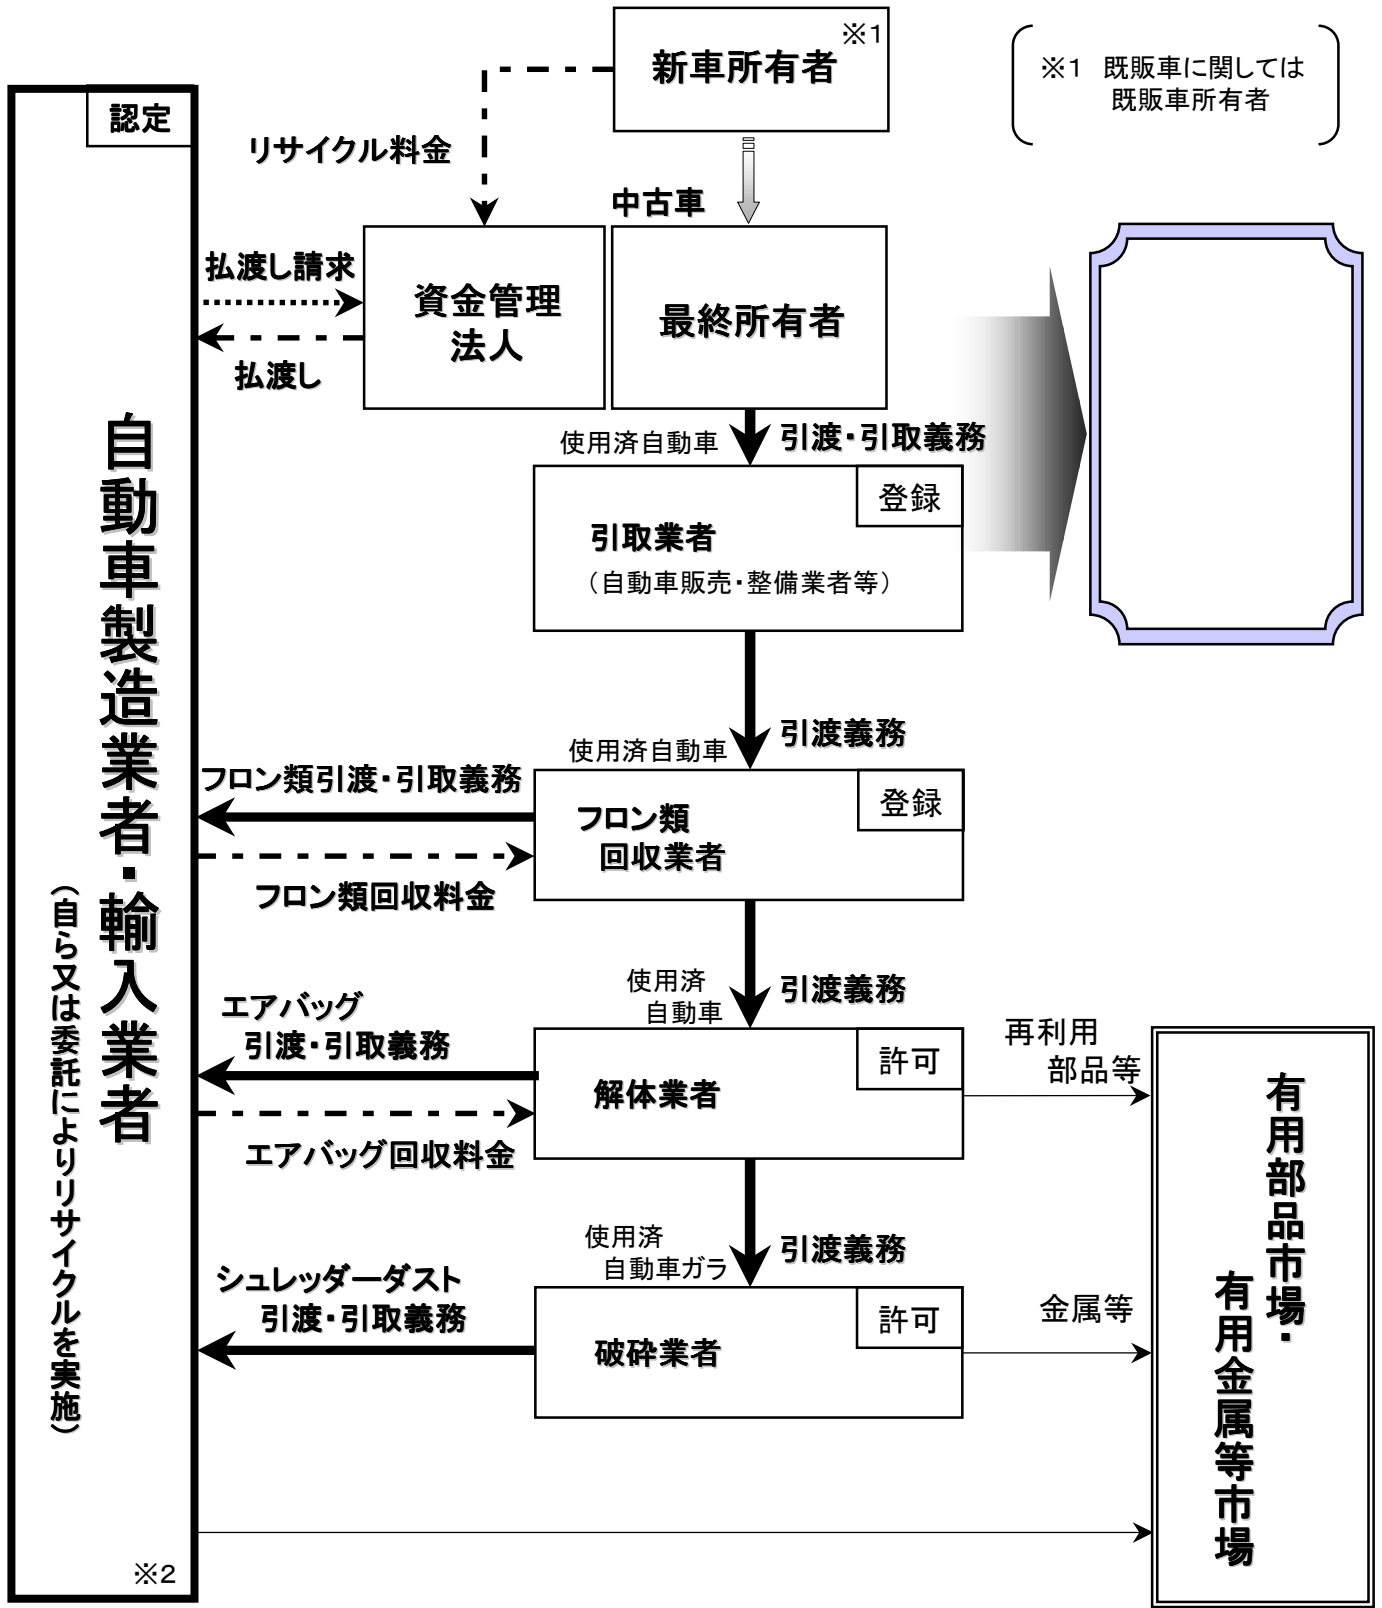 新車所有者
※1
※1 既販車に関しては
既販車所有者
認定
リサイクル料金
中古車
払渡し請求
資金管理
法人
最終所有者
払渡し
使用済自動車
引渡・引取義務
登録
引取業者
（自動車販売・整備業者等）
自動車製造業者・輸入業者
（自ら又は委託によりリサイクルを実施）
使用済自動車
引渡義務
フロン類引渡・引取義務
登録
フロン類
回収業者
フロン類回収料金
使用済
自動車
引渡義務
エアバッグ
引渡・引取義務
許可
解体業者
再利用
部品等
エアバッグ回収料金
有用部品市場・
有用金属等市場
使用済
自動車ガラ
引渡義務
シュレッダーダスト
引渡・引取義務
許可
破砕業者
金属等
※2